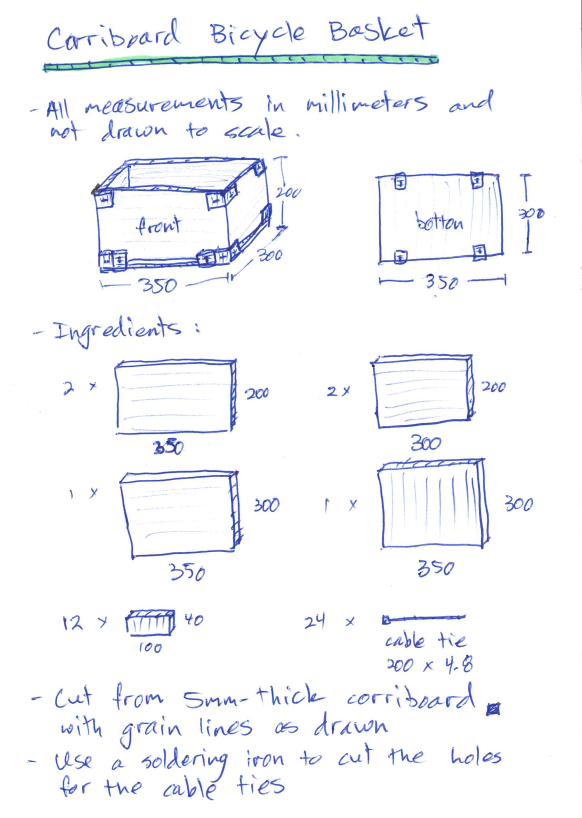 Corriboard Bicycle Basket
- All measurements in millimeters and
not drawn to scale.
front
200
300
350
bottom
300
350
- Ingredients :
2 x
200
350
2 x
200
300
1 x
300
350
1 x
300
350
12 x
40
100
24 x
cable tie
200 x 4.8
- Cut from 5mm-thick corriboard
with grain lines as drawn
- Use a soldering iron to cut the holes
for the cable ties